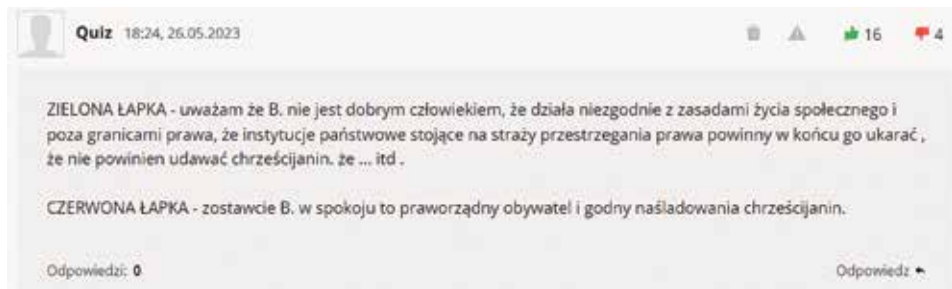 Quiz 18:24, 26.05.2023 16 4
ZIELONA ŁAPKA - uważam że B. nie jest dobrym człowiekiem, że działa niezgodnie z zasadami życia społecznego i
poza granicami prawa, że instytucje państwowe stojące na straży przestrzegania prawa powinny w końcu go ukarać ,
że nie powinien udawać chrześcijanin. że ... itd .
CZERWONA ŁAPKA - zostawcie B. w spokoju to praworządny obywatel i godny naśladowania chrześcijanin.
Odpowiedzi: 0 Odpowiedz